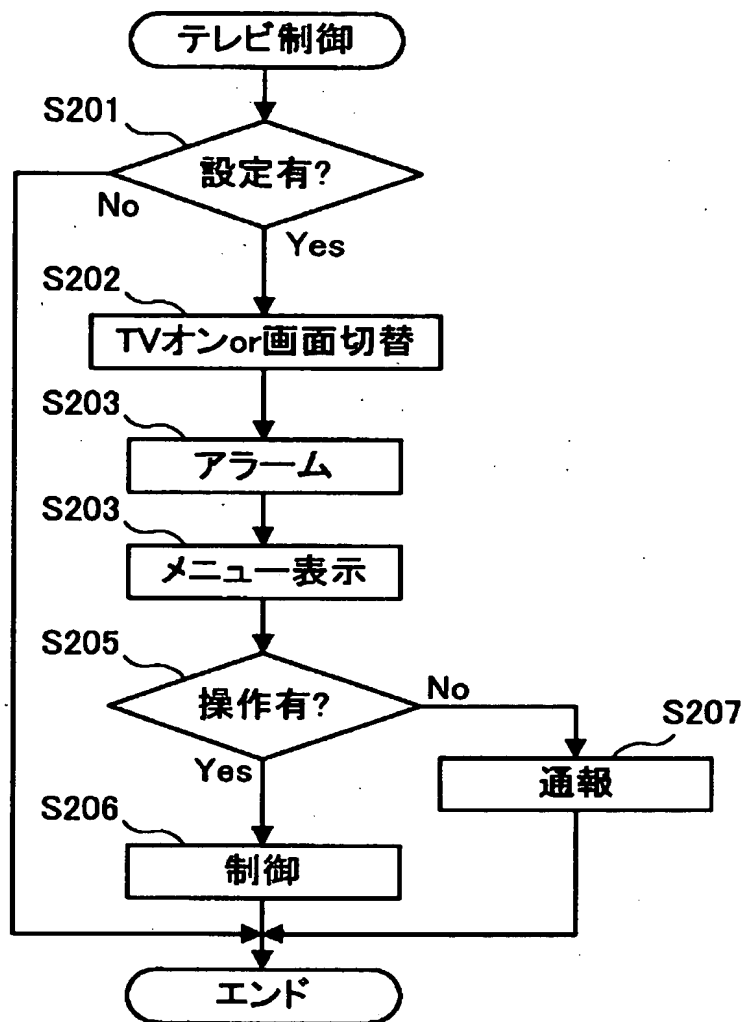 テレビ制御
S201
設定有?
No
Yes
S202
TVオンor画面切替
S203
アラーム
S203
メニュー表示
S205
操作有?
No
Yes
S207
通報
S206
制御
エンド